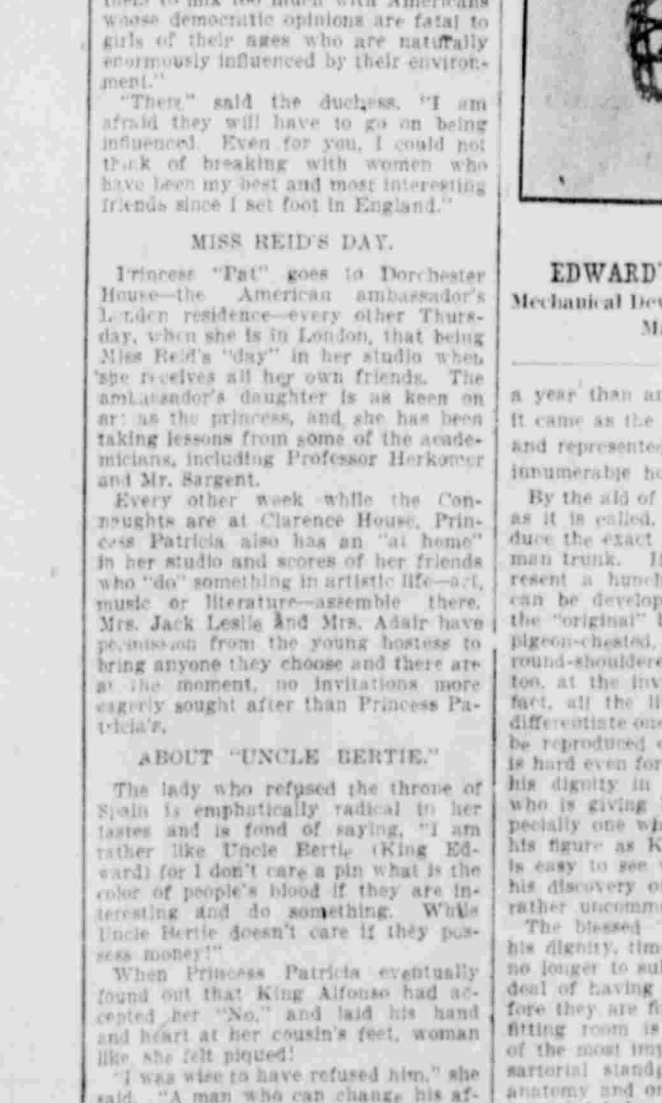 them to mix too much with Americans
whose democratic opinions are fatal to
girls of their ages who are naturally
enormously influenced by their environ-
ment."
"There," said the duchess, "I am
afraid they will have to go on being
influenced. Even for you, I could not
think of breaking with women who
have been my best and most interesting
friends since I set foot in England."
MISS REID'S DAY.
Princess "Pat" goes to Dorchester
House—the American ambassador's
London residence—every other Thurs-
day, when she is in London, that being
Miss Reid's "day" in her studio when
she receives all her own friends. The
ambassador's daughter is as keen on
art as the princess, and she has been
taking lessons from some of the acade-
micians, including Professor Herkomer
and Mr. Sargent.
Every other week while the Con-
naughts are at Clarence House, Prin-
cess Patricia also has an "at home"
in her studio and scores of her friends
who "do" something in artistic life—art,
music or literature—assemble there.
Mrs. Jack Leslie and Mrs. Adair have
permission from the young hostess to
bring anyone they choose and there are
at the moment, no invitations more
eagerly sought after than Princess Pa-
tricia's.
ABOUT "UNCLE BERTIE."
The lady who refused the throne of
Spain is emphatically radical in her
tastes and is fond of saying, "I am
rather like Uncle Bertie (King Ed-
ward) for I don't care a pin what is the
color of people's blood if they are in-
teresting and do something. While
Uncle Bertie doesn't care if they pos-
sess money!"
When Princess Patricia eventually
found out that King Alfonso had ac-
cepted her "No," and laid his hand
and heart at her cousin's feet, woman
like, she felt piqued!
"I was wise to have refused him," she
said. "A man who can change his af-
EDWARD'
Mechanical Dev
Ma
a year than an
it came as the
and represented
innumerable ho
By the aid of
as it is called,
duce the exact
man trunk. If
resent a hunch
can be develop
the "original" b
pigeon-chested,
round-shouldere
too, at the inv
fact, all the li
differentiate one
be reproduced
is hard even for
his dignity in
who is giving
pecially one wh
his figure as K
is easy to see
his discovery o
rather uncomm
The blessed
his dignity, tim
no longer to su
deal of having
fore they are fi
fitting room is
of the most imp
sartorial standp
anatomy and or